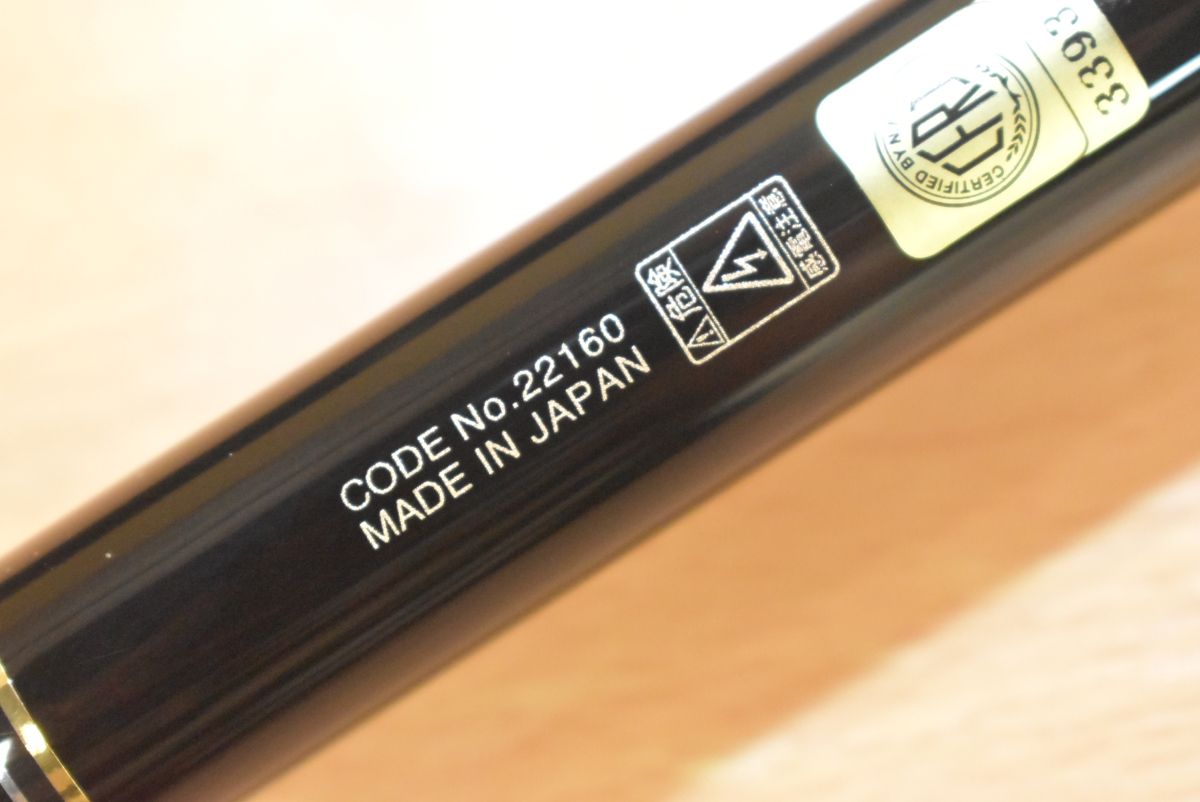 CODE No.22160
MADE IN JAPAN
⚠危険
感電注意
CERTIFIED BY
3393